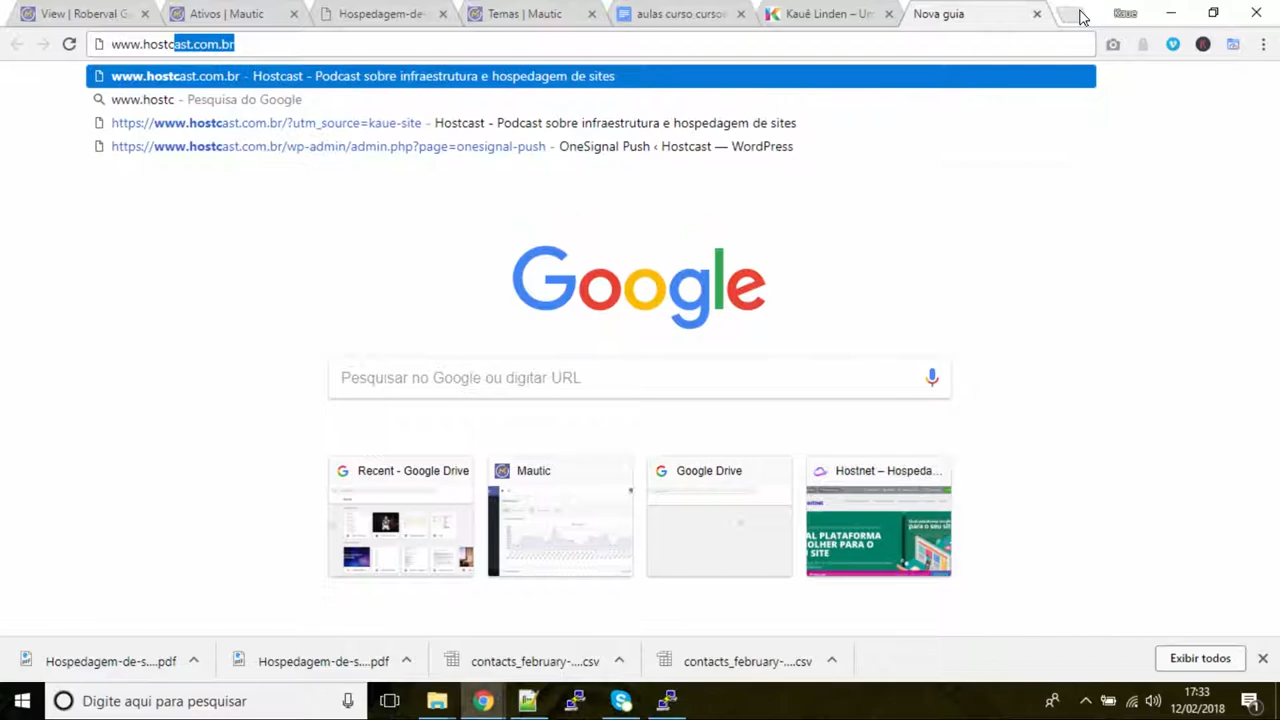 View | Roberval G
Ativos | Mautic
Hospedagem-de-
Temas | Mautic
aulas curso curso
Kauê Linden – Um
Nova guia
Kaue
www.hostcast.com.br
www.hostcast.com.br - Hostcast - Podcast sobre infraestrutura e hospedagem de sites
www.hostc - Pesquisa do Google
https://www.hostcast.com.br/?utm_source=kaue-site - Hostcast - Podcast sobre infraestrutura e hospedagem de sites
https://www.hostcast.com.br/wp-admin/admin.php?page=onesignal-push - OneSignal Push ‹ Hostcast — WordPress
Google
Pesquisar no Google ou digitar URL
Recent - Google Drive
Mautic
Google Drive
Hostnet – Hospeda...
AL PLATAFORMA
OLHER PARA O
SITE
Hospedagem-de-s....pdf
Hospedagem-de-s....pdf
contacts_february-....csv
contacts_february-....csv
Exibir todos
Digite aqui para pesquisar
17:33
12/02/2018